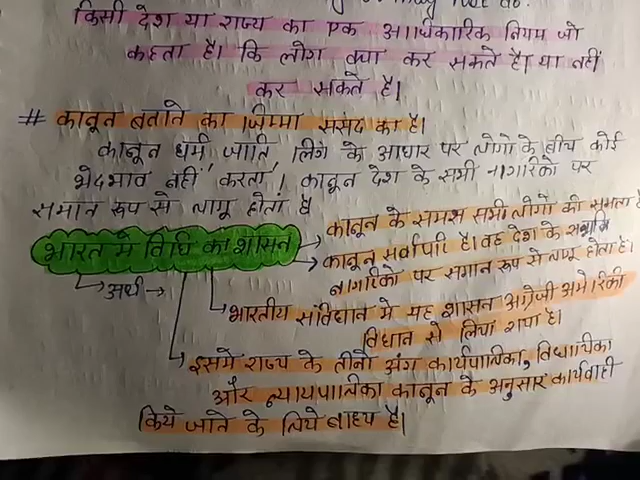 किसी देश या राज्य का एक आधिकारिक नियम जो
कहता है। कि लोग क्या कर सकते है। या नहीं
कर सकते है।
# कानून बनाने का जिम्मा संसद का है।
कानून धर्म, जाति, लिंग के आधार पर लोगो के बीच कोई
भेदभाव नहीं करता। कानून देश के सभी नागरिको पर
समान रूप से लागू होता है
भारत मे विधि का शासन
→ कानून के समक्ष सभी लोगो की समता है
→ कानून सर्वोपरि है। वह देश के सभी
नागरिको पर समान रूप से लागू होता है।
→ अर्थ →
→ भारतीय संविधान मे यह शासन अंग्रेजी अमेरिकी
विधान से लिया गया है।
→ इसमे राज्य के तीनो अंग कार्यपालिका, विधायिका
और न्यायपालिका कानून के अनुसार कार्यवाही
किये जाते के लिये बाध्य है।